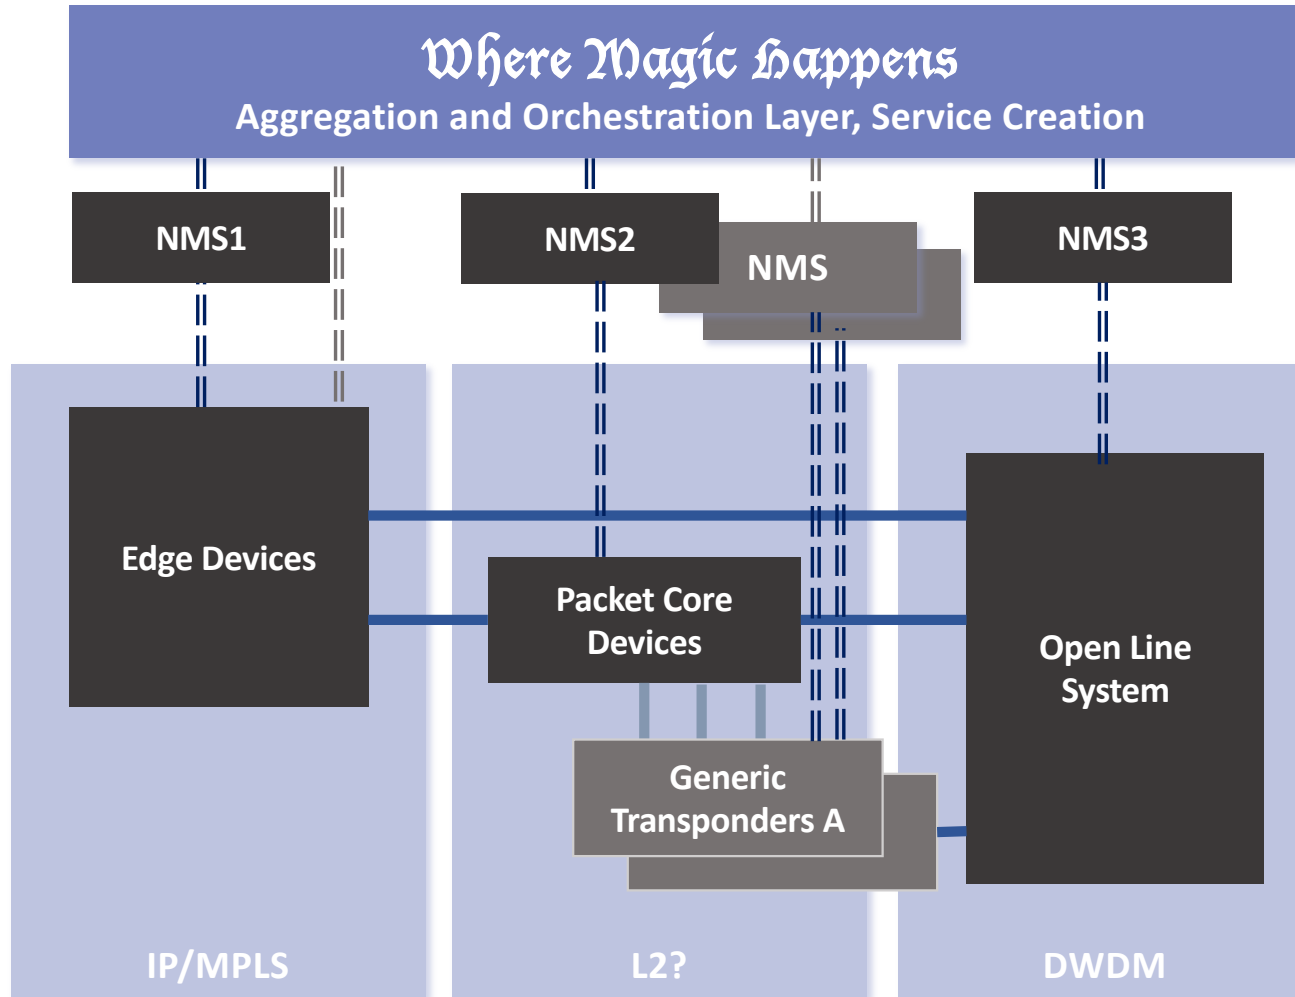 Where Magic Happens
Aggregation and Orchestration Layer, Service Creation
NMS1
NMS2
NMS
NMS3
Edge Devices
Packet Core
Devices
Open Line
System
Generic
Transponders A
IP/MPLS
L2?
DWDM